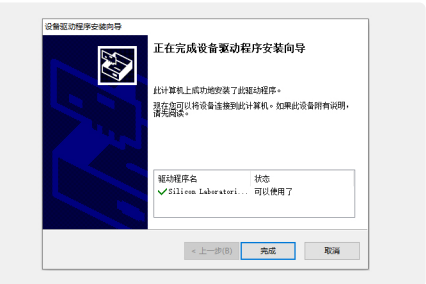 设备驱动程序安装向导
正在完成设备驱动程序安装向导
此计算机上成功地安装了此驱动程序。
现在您可以将设备连接到此计算机。如果此设备附有说明，
请先阅读。
驱动程序名 状态
Silicon Laboratori... 可以使用了
< 上一步(B) 完成 取消